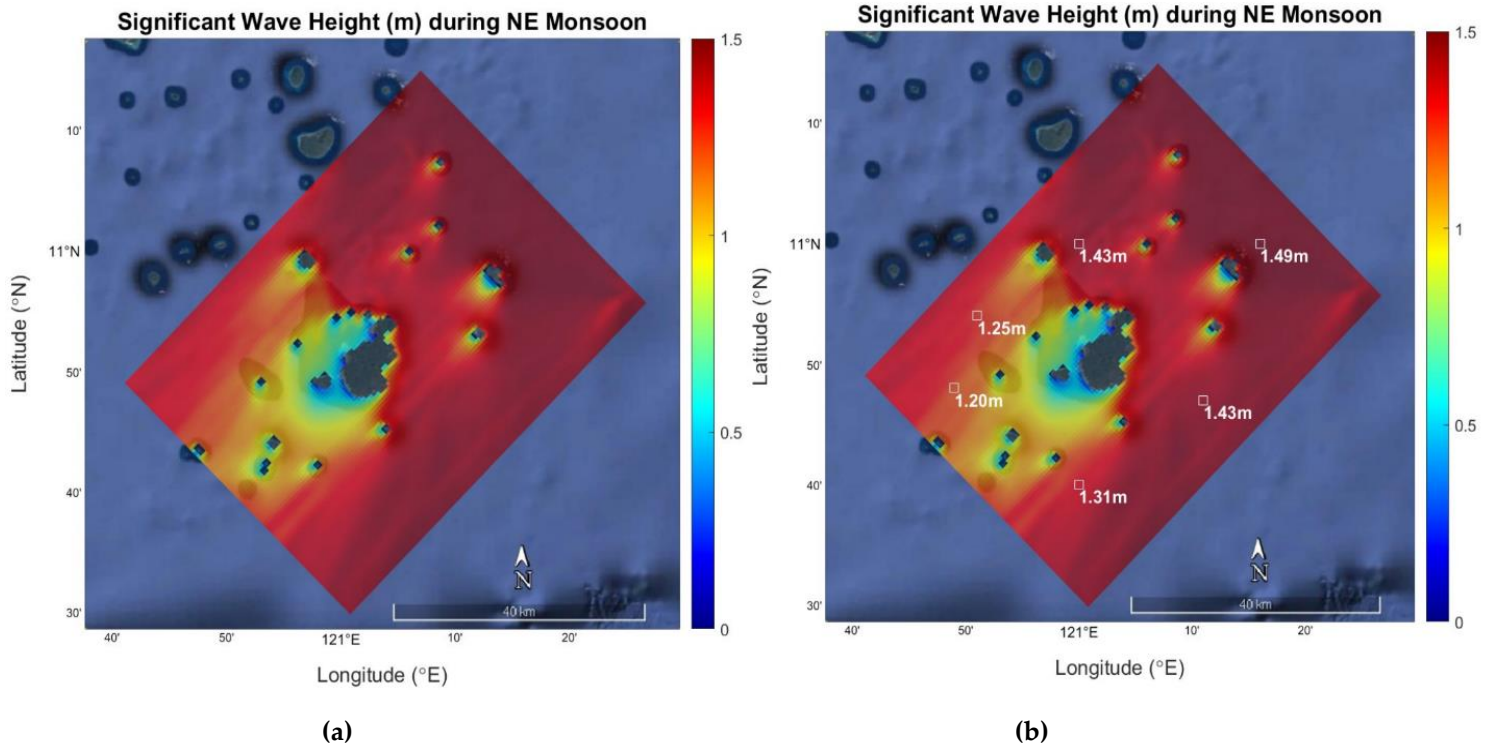 Significant Wave Height (m) during NE Monsoon
1.5
1
0.5
0
10'
11°N
50'
40'
30'
Latitude (°N)
N
40 km
40'
50'
121°E
10'
20'
Longitude (°E)
(a)
Significant Wave Height (m) during NE Monsoon
1.5
1
0.5
0
10'
11°N
50'
40'
30'
Latitude (°N)
1.43m
1.49m
1.25m
1.20m
1.43m
1.31m
N
40 km
40'
50'
121°E
10'
20'
Longitude (°E)
(b)